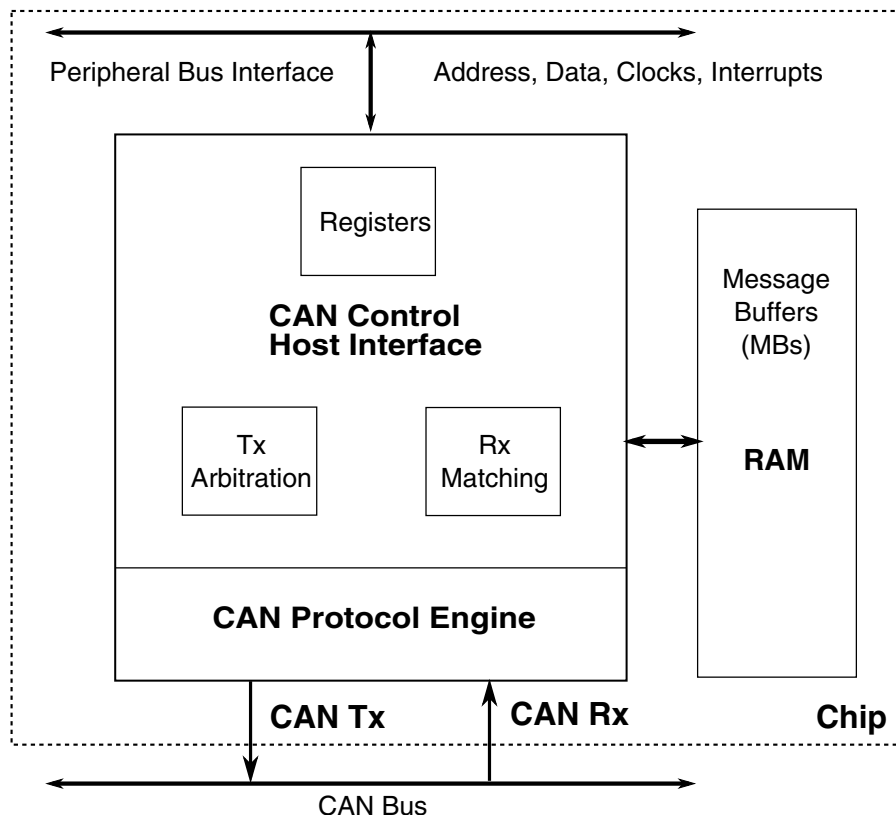 Peripheral Bus Interface
Address, Data, Clocks, Interrupts
Registers
CAN Control
Host Interface
Message
Buffers
(MBs)
Tx
Arbitration
Rx
Matching
RAM
CAN Protocol Engine
CAN Tx
CAN Rx
Chip
CAN Bus